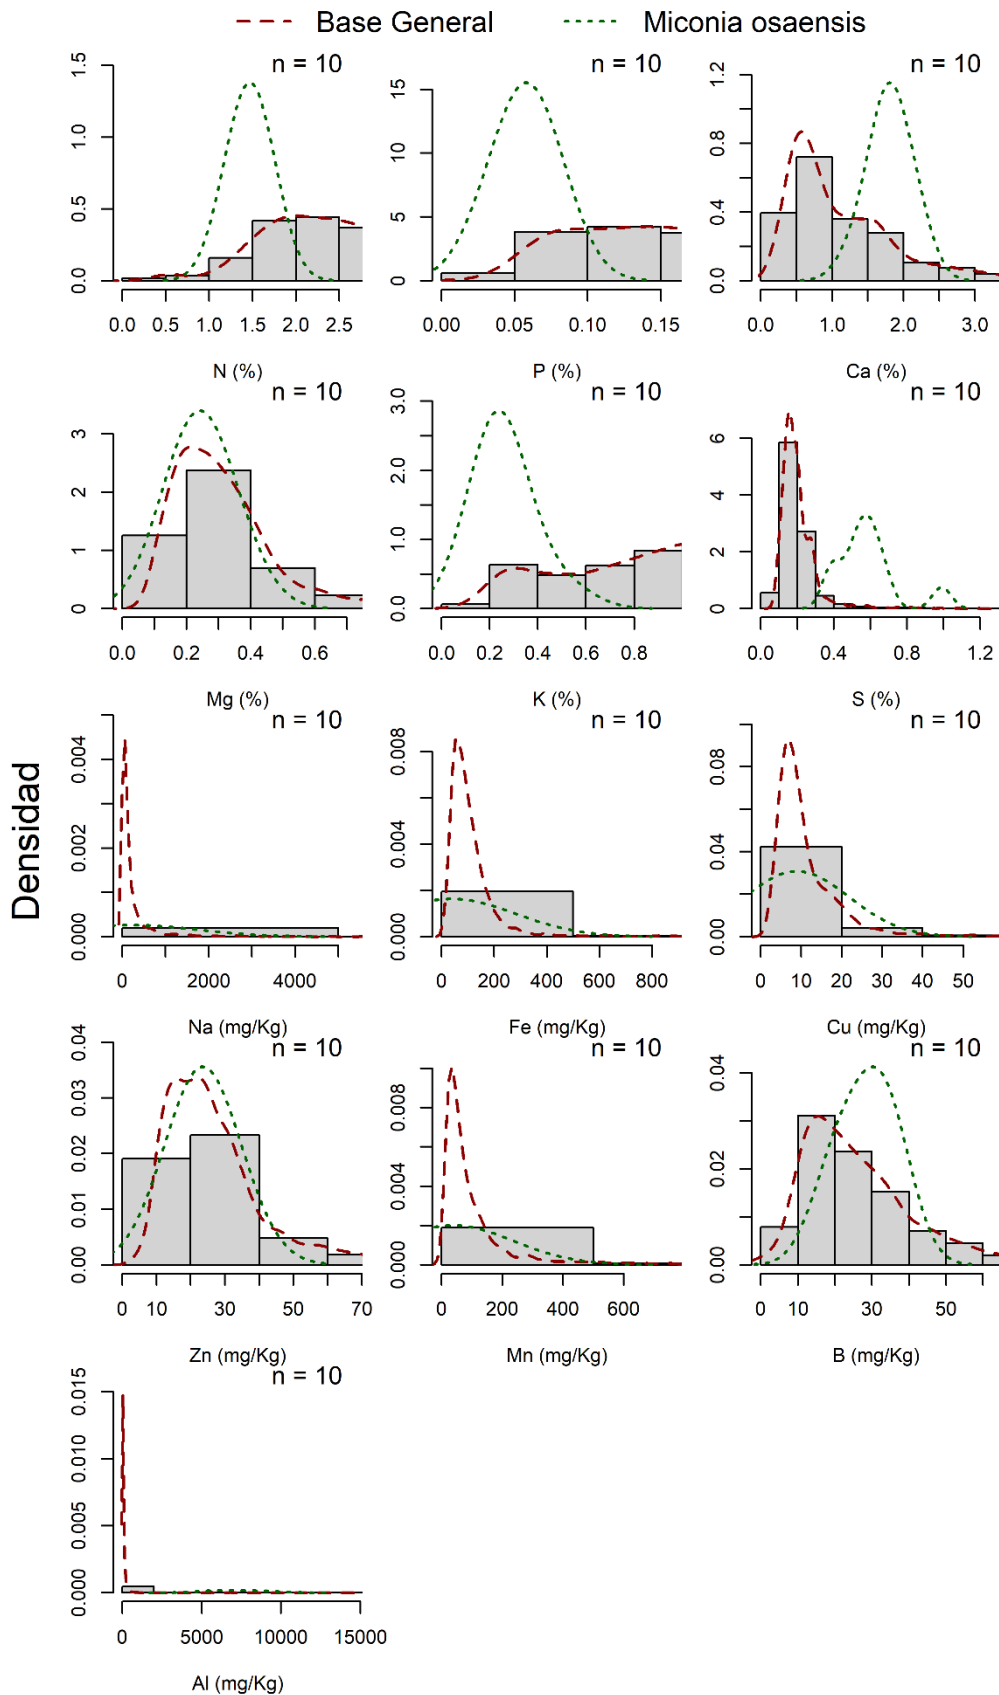 Base General Miconia osaensis
n = 10 n = 10 n = 10
1.5 1.0 0.5 0.0
15 10 5 0
1.2 0.8 0.4 0.0
0.0 0.5 1.0 1.5 2.0 2.5
0.00 0.05 0.10 0.15
0.0 1.0 2.0 3.0
N (%) P (%) Ca (%)
n = 10 n = 10 n = 10
3 2 1 0
3.0 2.0 1.0 0.0
6 4 2 0
0.0 0.2 0.4 0.6
0.0 0.2 0.4 0.6 0.8
0.0 0.4 0.8 1.2
Mg (%) K (%) S (%)
n = 10 n = 10 n = 10
Densidad
0.004 0.002 0.000
0.008 0.004 0.000
0.08 0.04 0.00
0 2000 4000
0 200 400 600 800
0 10 20 30 40 50
Na (mg/Kg) Fe (mg/Kg) Cu (mg/Kg)
n = 10 n = 10 n = 10
0.04 0.03 0.02 0.01 0.00
0.008 0.004 0.000
0.04 0.02 0.00
0 10 30 50 70
0 200 400 600
0 10 30 50
Zn (mg/Kg) Mn (mg/Kg) B (mg/Kg)
n = 10
0.015 0.010 0.005 0.000
0 5000 10000 15000
Al (mg/Kg)